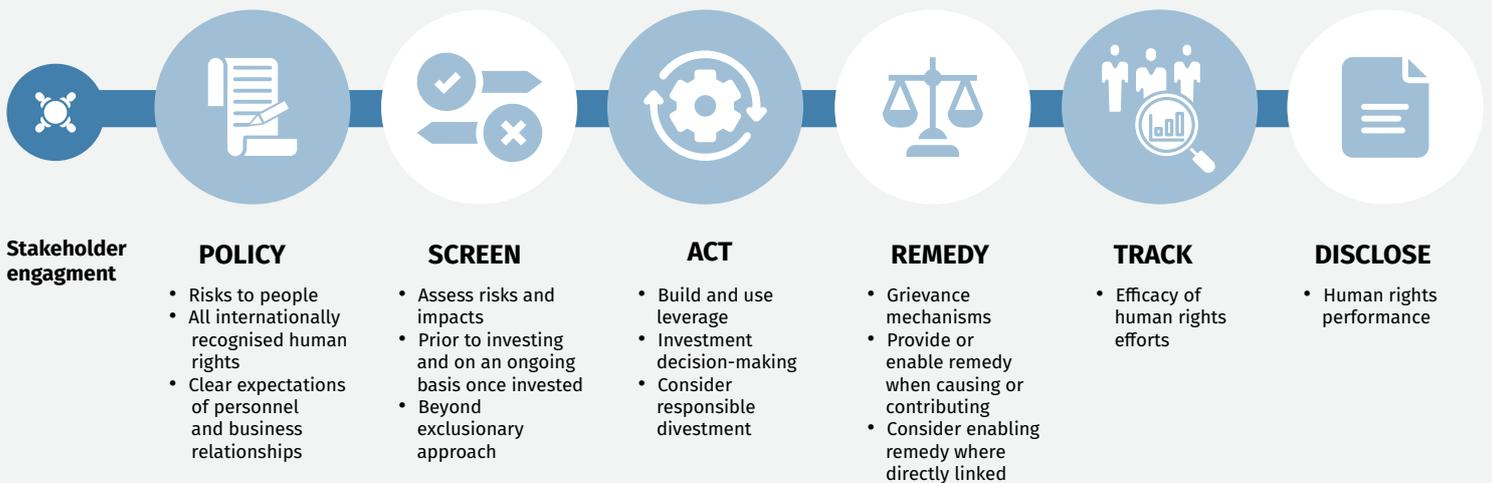 Stakeholder
engagment
POLICY
• Risks to people
• All internationally
recognised human
rights
• Clear expectations
of personnel
and business
relationships
SCREEN
• Assess risks and
impacts
• Prior to investing
and on an ongoing
basis once invested
• Beyond
exclusionary
approach
ACT
• Build and use
leverage
• Investment
decision-making
• Consider
responsible
divestment
REMEDY
• Grievance
mechanisms
• Provide or
enable remedy
when causing or
contributing
• Consider enabling
remedy where
directly linked
TRACK
• Efficacy of
human rights
efforts
DISCLOSE
• Human rights
performance